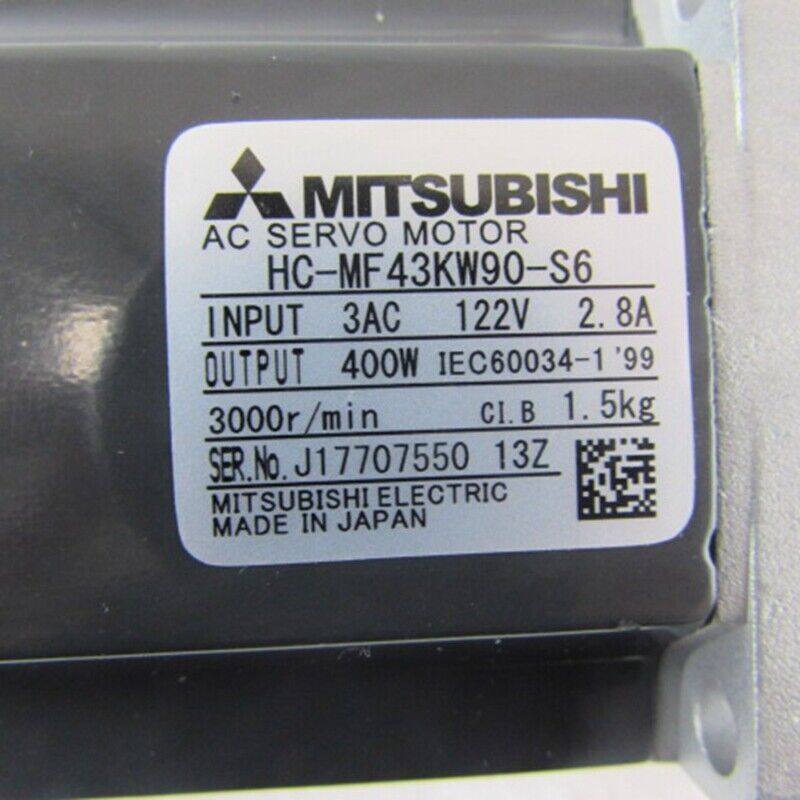 MITSUBISHI
AC SERVO MOTOR
HC-MF43KW90-S6
INPUT 3AC 122V 2.8A
OUTPUT 400W IEC60034-1 '99
3000r/min CI.B 1.5kg
SER.No. J17707550 13Z
MITSUBISHI ELECTRIC
MADE IN JAPAN